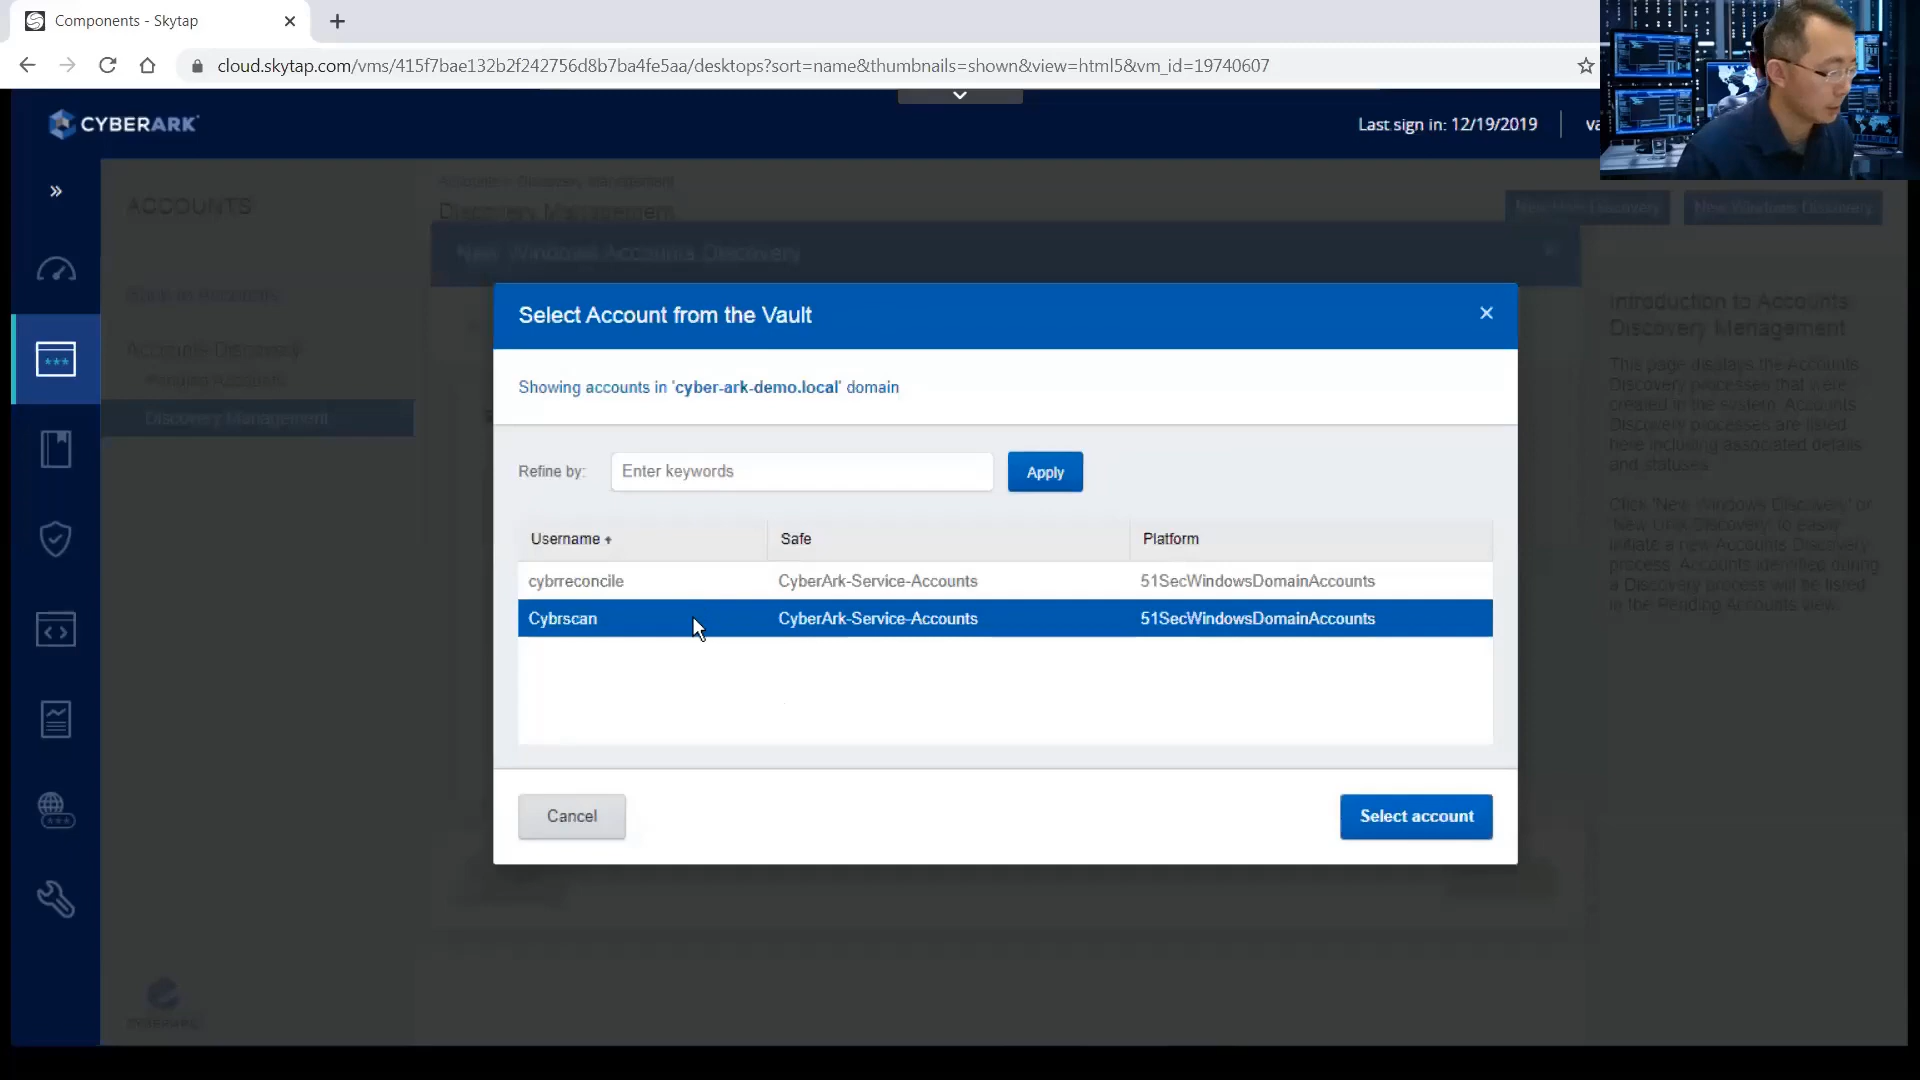 Components - Skytap
cloud.skytap.com/vms/415f7bae132b2f242756d8b7ba4fe5aa/desktops?sort=name&thumbnails=shown&view=html5&vm_id=19740607
CYBERARK
Last sign in: 12/19/2019
ACCOUNTS
Accounts > Discovery Management
Discovery Management
New Unix Discovery
New Windows Discovery
New Windows Accounts Discovery
Back to Accounts
Accounts Discovery
Pending Accounts
Discovery Management
Select Account from the Vault
Showing accounts in 'cyber-ark-demo.local' domain
Refine by:
Enter keywords
Apply
Username
Safe
Platform
cybrreconcile
CyberArk-Service-Accounts
51SecWindowsDomainAccounts
Cybrscan
CyberArk-Service-Accounts
51SecWindowsDomainAccounts
Cancel
Select account
Introduction to Accounts
Discovery Management
This page displays the Accounts
Discovery processes that were
created in the system. Accounts
Discovery processes are listed
here including associated details
and statuses.
Click 'New Windows Discovery' or
'New Unix Discovery' to easily
initiate a new Accounts Discovery
process. Accounts identified during
a Discovery process will be listed
in the Pending Accounts view.
CYBERARK